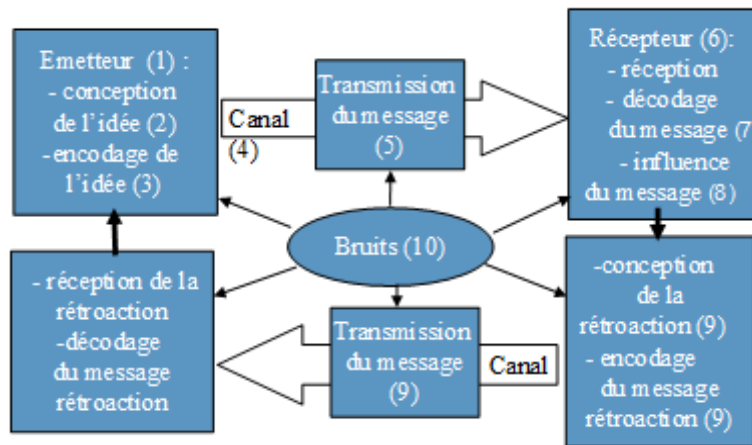 Emetteur (1) :
- conception
de l'idée (2)
-encodage de
l'idée (3)
Canal
(4)
Transmission
du message
(5)
Récepteur (6):
- réception
- décodage
du message (7
- influence
du message (8)
Bruits (10)
- réception de la
rétroaction
-décodage
du message
rétroaction
Transmission
du message
(9)
Canal
-conception
de la
rétroaction (9)
- encodage
du message
rétroaction (9)